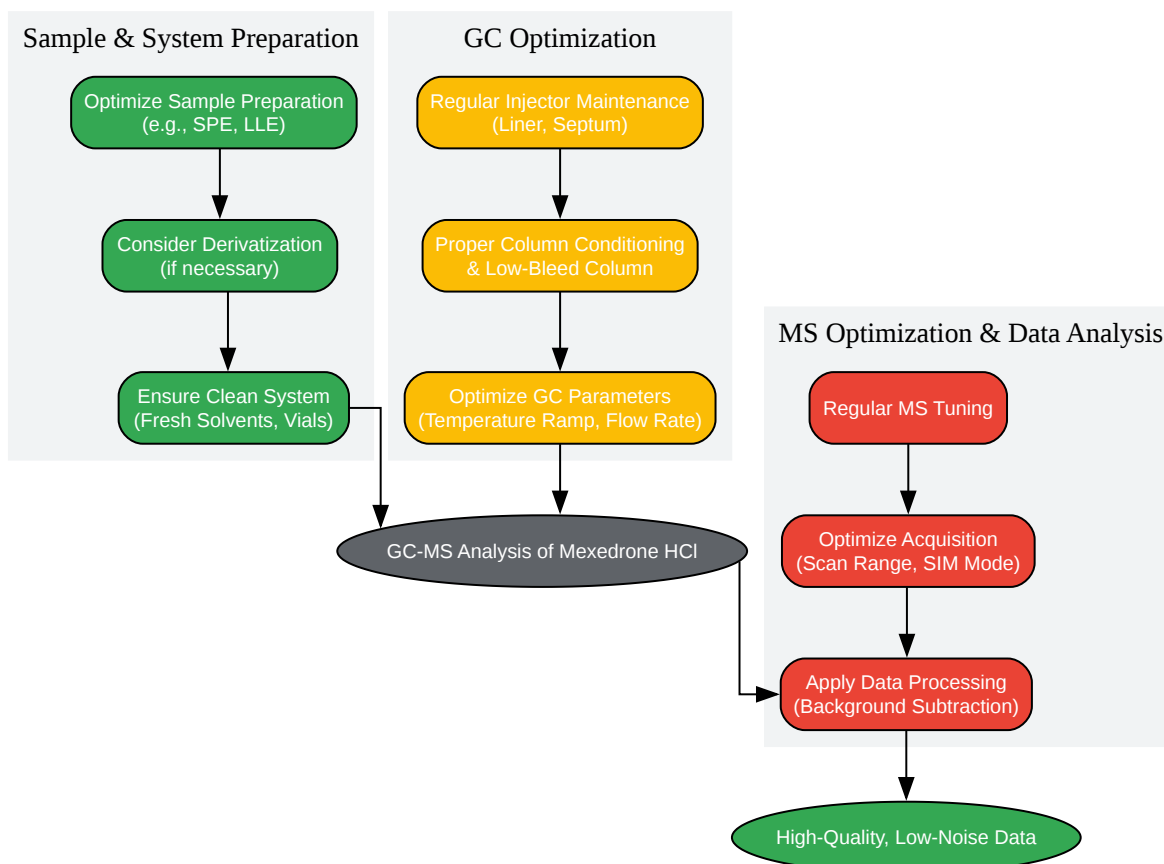 Sample & System Preparation
Optimize Sample Preparation
(e.g., SPE, LLE)
Consider Derivatization
(if necessary)
Ensure Clean System
(Fresh Solvents, Vials)
GC Optimization
Regular Injector Maintenance
(Liner, Septum)
Proper Column Conditioning
& Low-Bleed Column
Optimize GC Parameters
(Temperature Ramp, Flow Rate)
GC-MS Analysis of Mexedrone HCl
MS Optimization & Data Analysis
Regular MS Tuning
Optimize Acquisition
(Scan Range, SIM Mode)
Apply Data Processing
(Background Subtraction)
High-Quality, Low-Noise Data